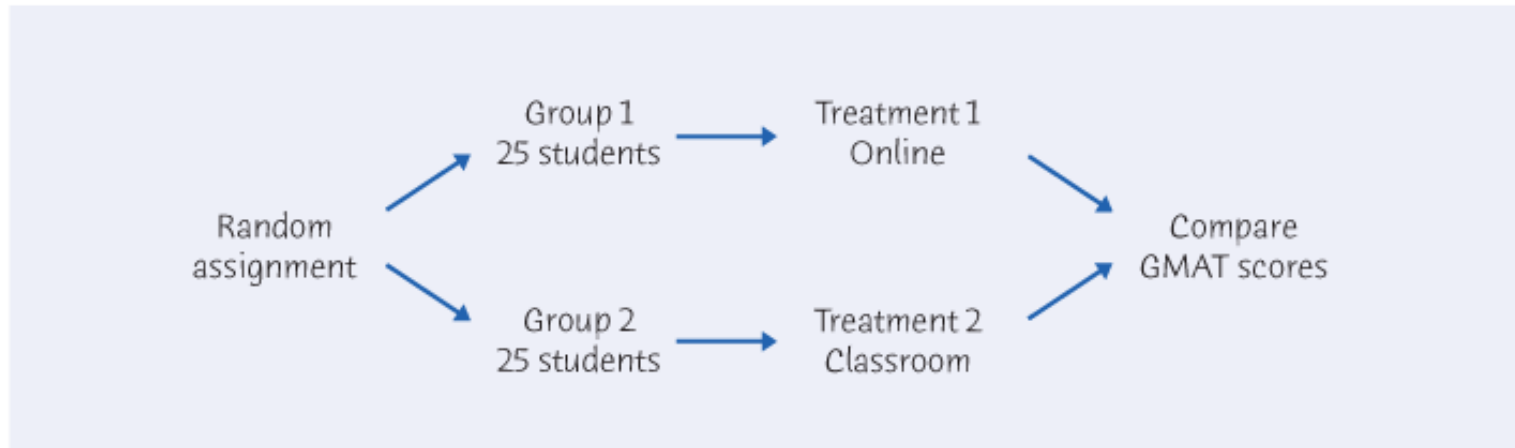 Random
assignment
Group 1
25 students
Treatment 1
Online
Group 2
25 students
Treatment 2
Classroom
Compare
GMAT scores